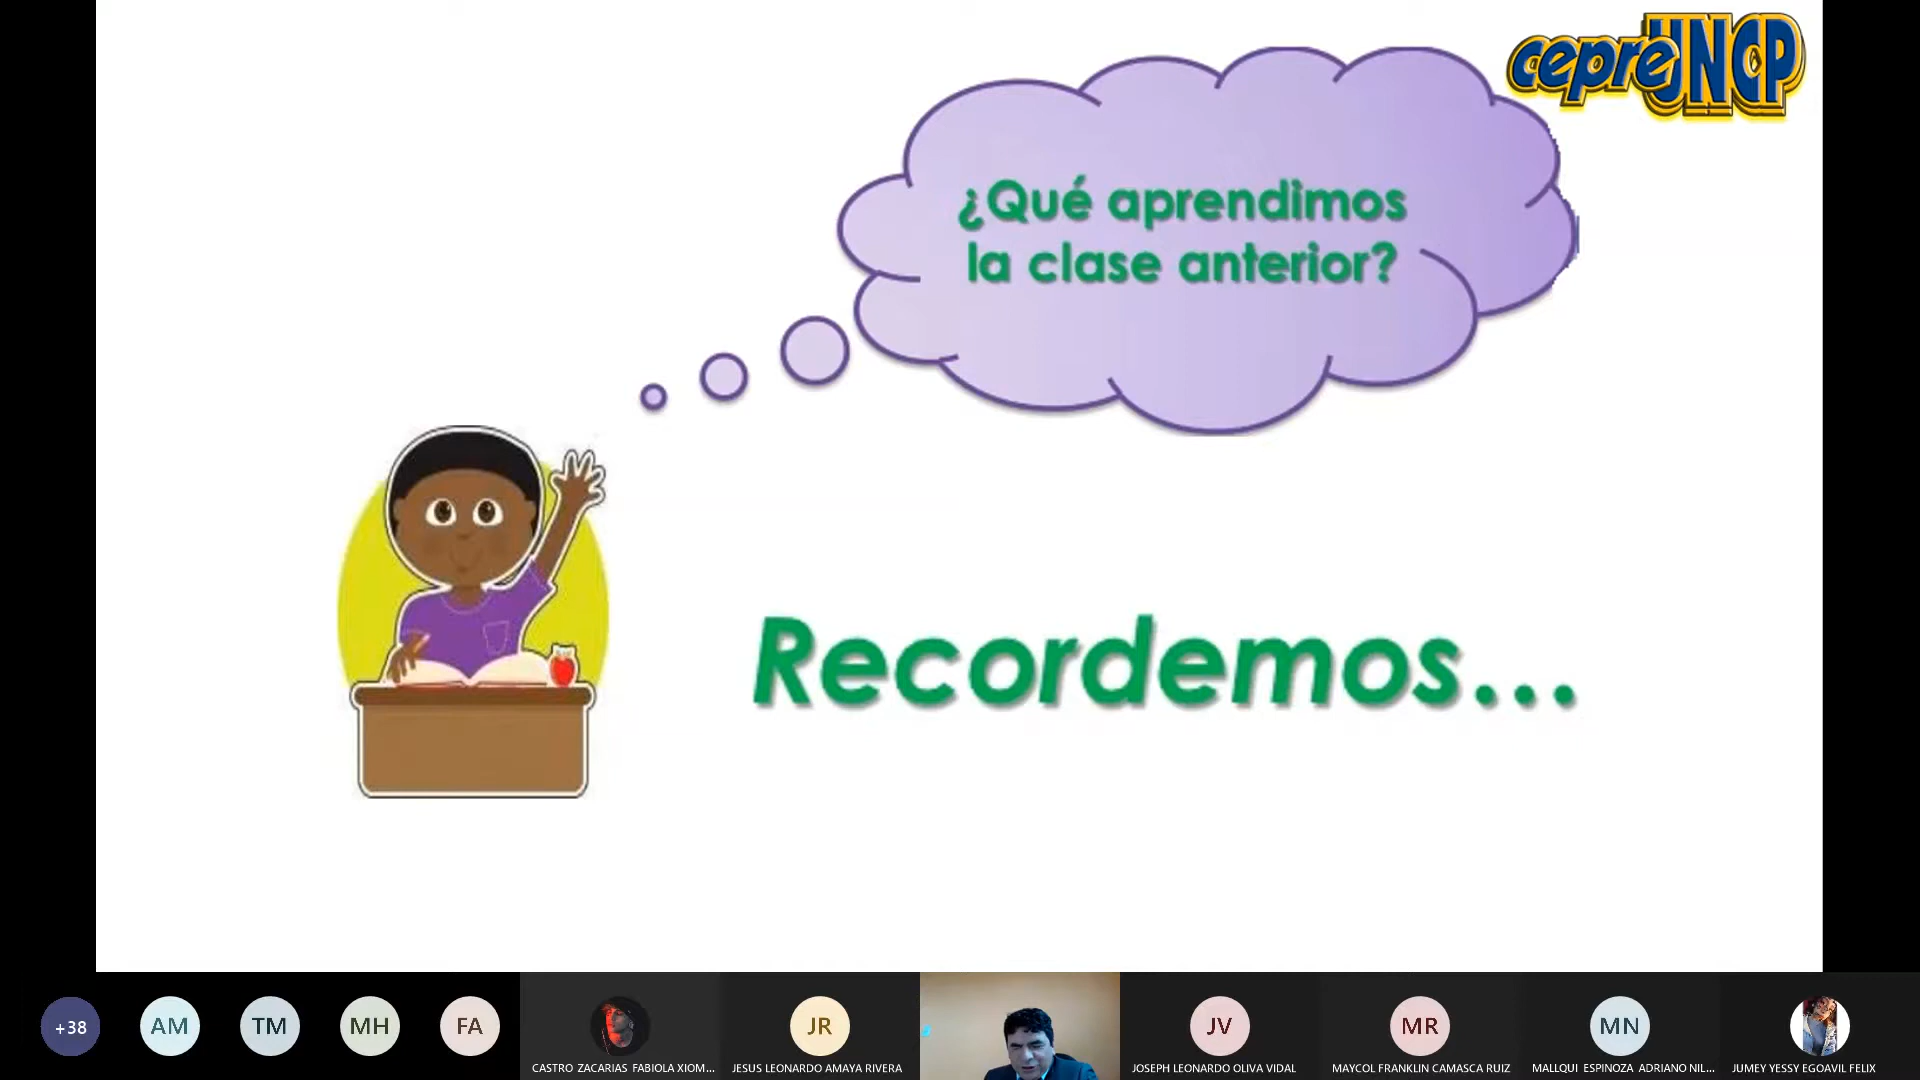 cepreUNCP
¿Qué aprendimos
la clase anterior?
Recordemos...
+38
AM
TM
MH
FA
CASTRO ZACARIAS FABIOLA XIOM...
JR
JESUS LEONARDO AMAYA RIVERA
JV
JOSEPH LEONARDO OLIVA VIDAL
MR
MAYCOL FRANKLIN CAMASCA RUIZ
MN
MALLQUI ESPINOZA ADRIANO NIL...
JUMEY YESSY EGOAVIL FELIX